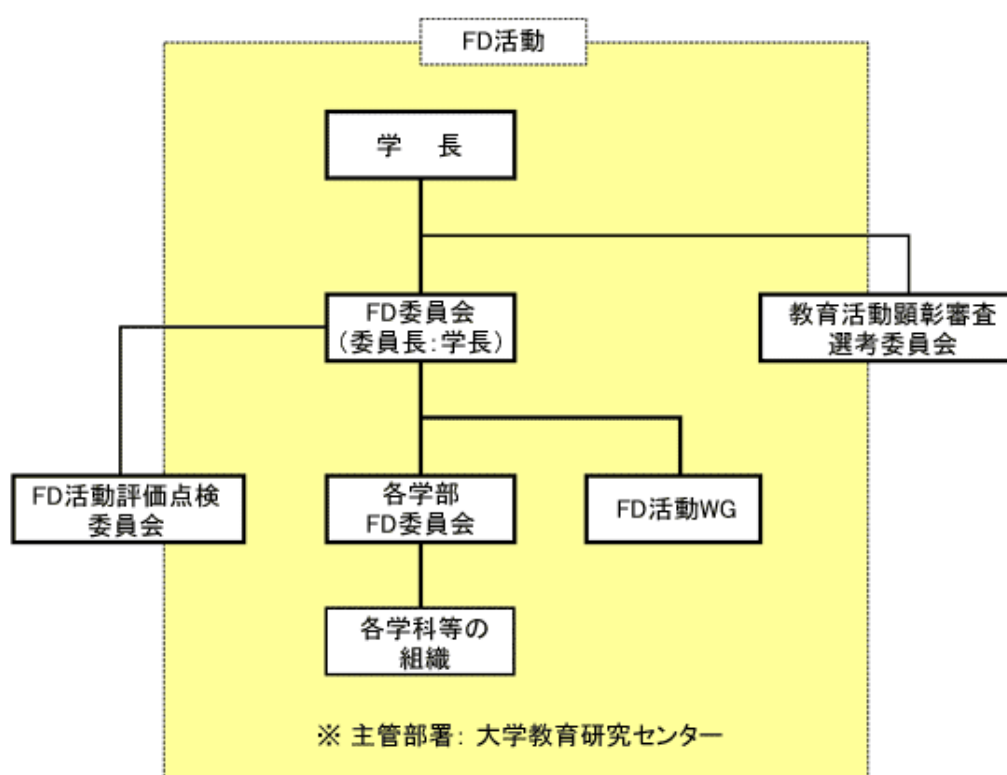 FD活動
学　長
FD委員会
（委員長：学長）
教育活動顕彰審査
選考委員会
FD活動評価点検
委員会
各学部
FD委員会
FD活動WG
各学科等の
組織
※ 主管部署： 大学教育研究センター